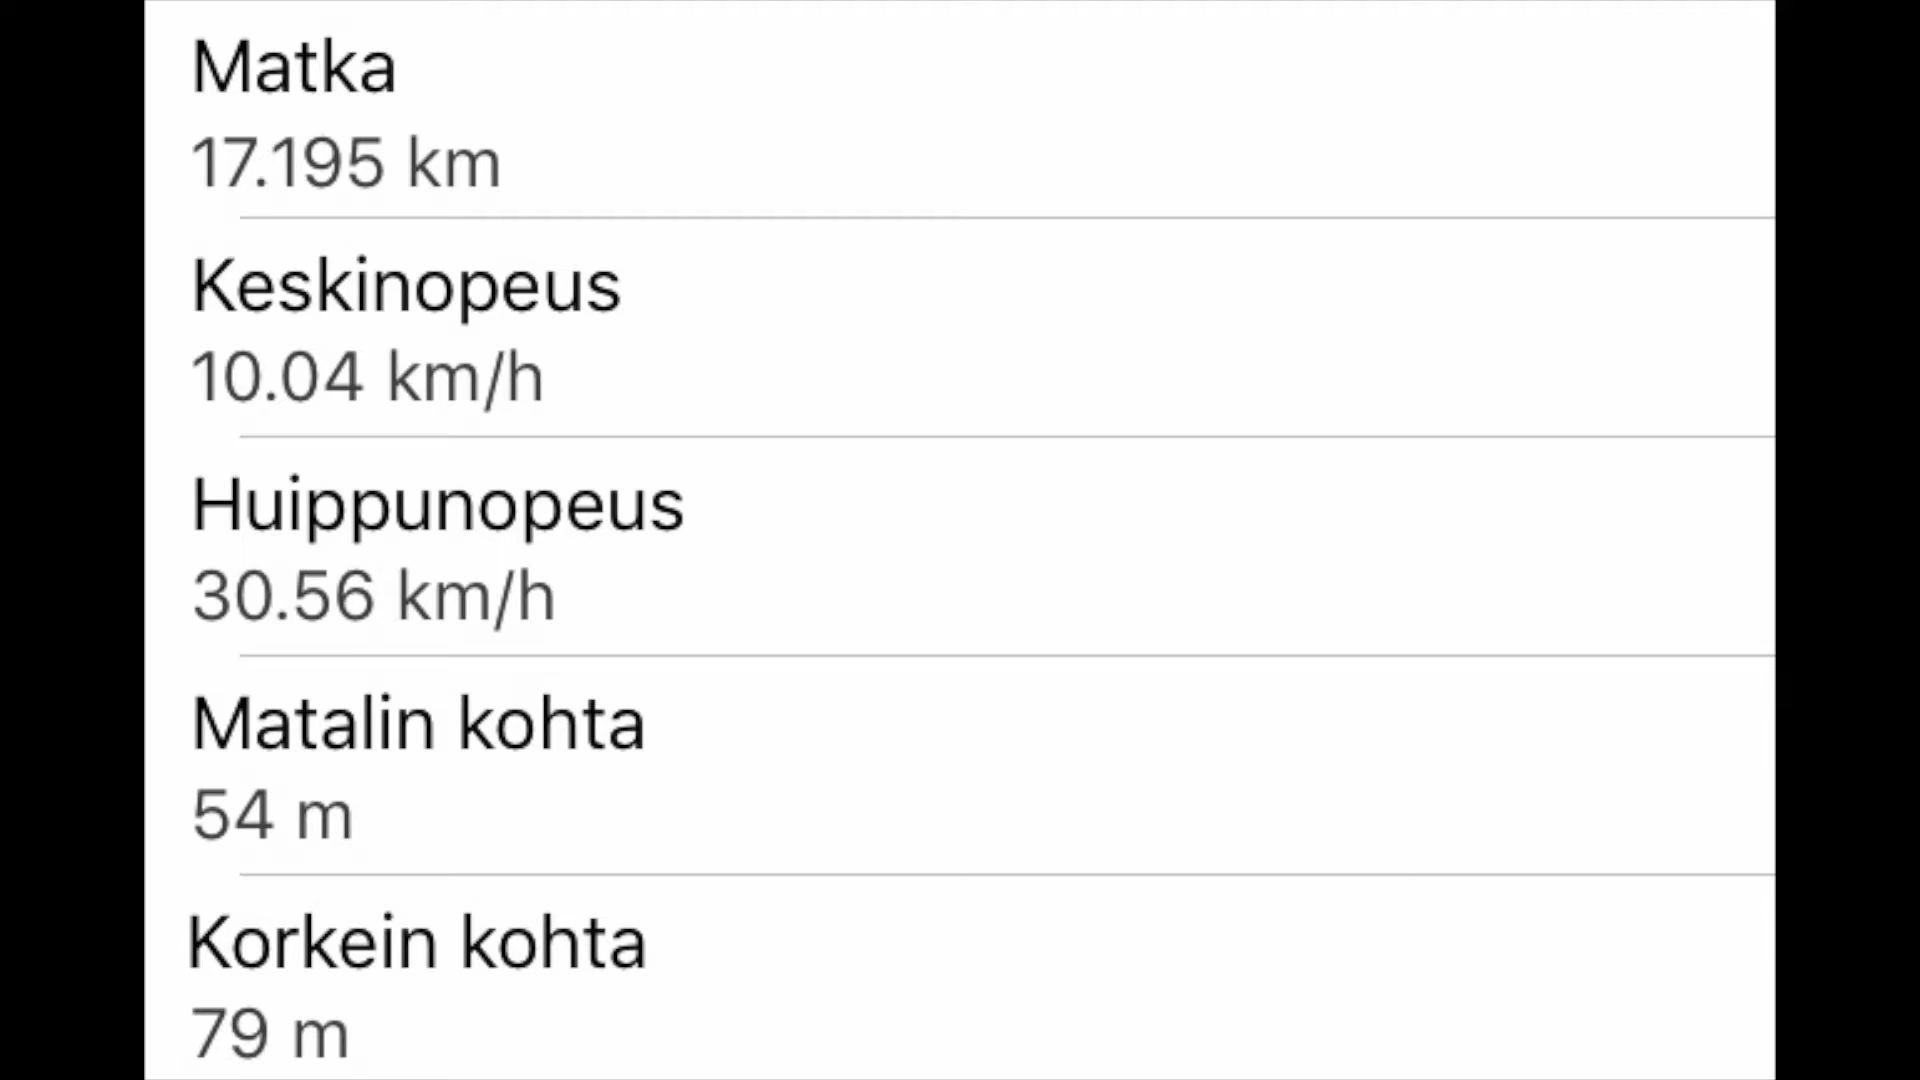 Matka
17.195 km
Keskinopeus
10.04 km/h
Huippunopeus
30.56 km/h
Matalin kohta
54 m
Korkein kohta
79 m